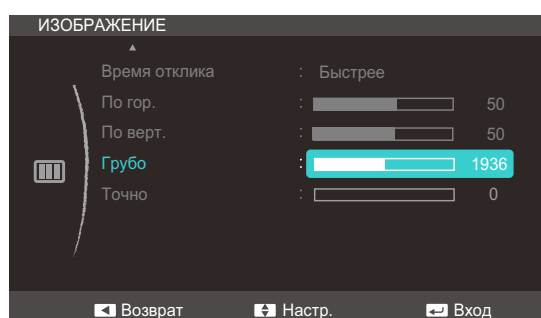 ИЗОБРАЖЕНИЕ
Время отклика : Быстрее
По гор. : 50
По верт. : 50
Грубо : 1936
Точно : 0
Возврат Настр. Вход